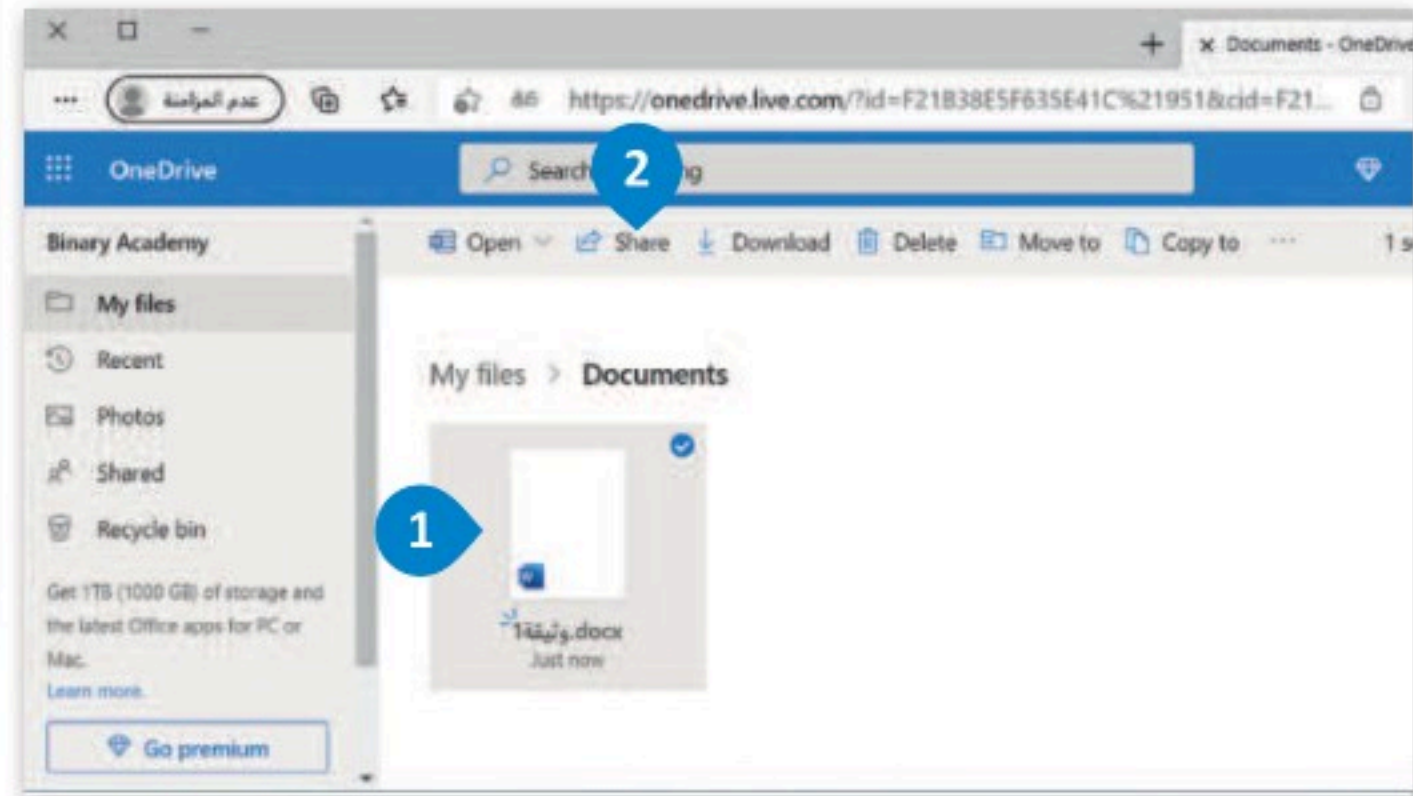 Documents - OneDrive
عدم المزامنة
https://onedrive.live.com/?id=F21B38E5F635E41C%21951&cid=F21...
OneDrive
Search
2
Binary Academy
Open
Share
Download
Delete
Move to
Copy to
...
1
My files
Recent
Photos
Shared
Recycle bin
Get 1TB (1000 GB) of storage and
the latest Office apps for PC or
Mac.
Learn more.
Go premium
My files > Documents
1
وثيقة1.docx
Just now